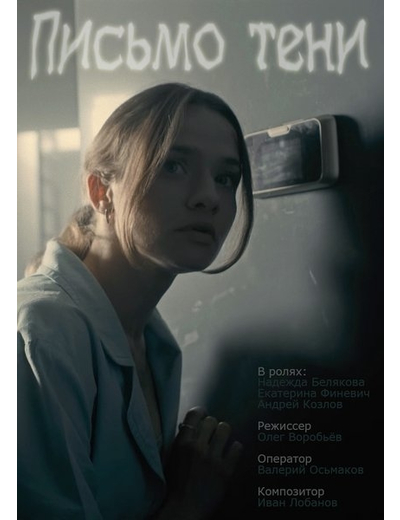 Письмо тени
В ролях:
Надежда Белякова
Екатерина Финевич
Андрей Козлов
Режиссер
Олег Воробьёв
Оператор
Валерий Осьмаков
Композитор
Иван Лобанов